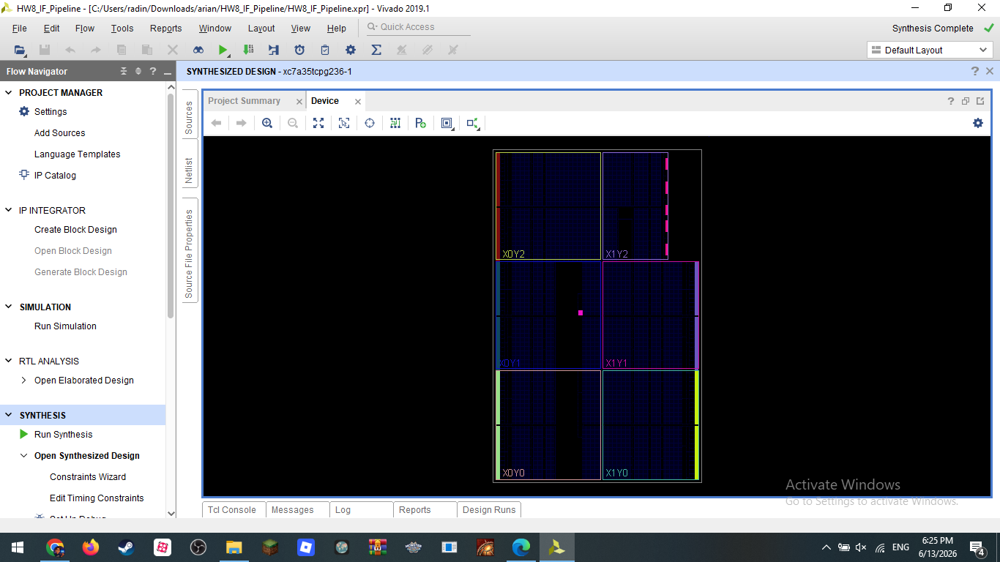 HW8_IF_Pipeline - [C:/Users/radin/Downloads/arian/HW8_IF_Pipeline/HW8_IF_Pipeline.xpr] - Vivado 2019.1
File Edit Flow Tools Reports Window Layout View Help Quick Access
Synthesis Complete
Default Layout
Flow Navigator
SYNTHESIZED DESIGN - xc7a35tcpg236-1
PROJECT MANAGER
Settings
Add Sources
Language Templates
IP Catalog
IP INTEGRATOR
Create Block Design
Open Block Design
Generate Block Design
SIMULATION
Run Simulation
RTL ANALYSIS
Open Elaborated Design
SYNTHESIS
Run Synthesis
Open Synthesized Design
Constraints Wizard
Edit Timing Constraints
Sources
Netlist
Source File Properties
Project Summary
Device
X0Y2
X1Y2
X0Y1
X1Y1
X0Y0
X1Y0
Activate Windows
Go to Settings to activate Windows.
Tcl Console Messages Log Reports Design Runs
ENG
6:25 PM
6/13/2026
4